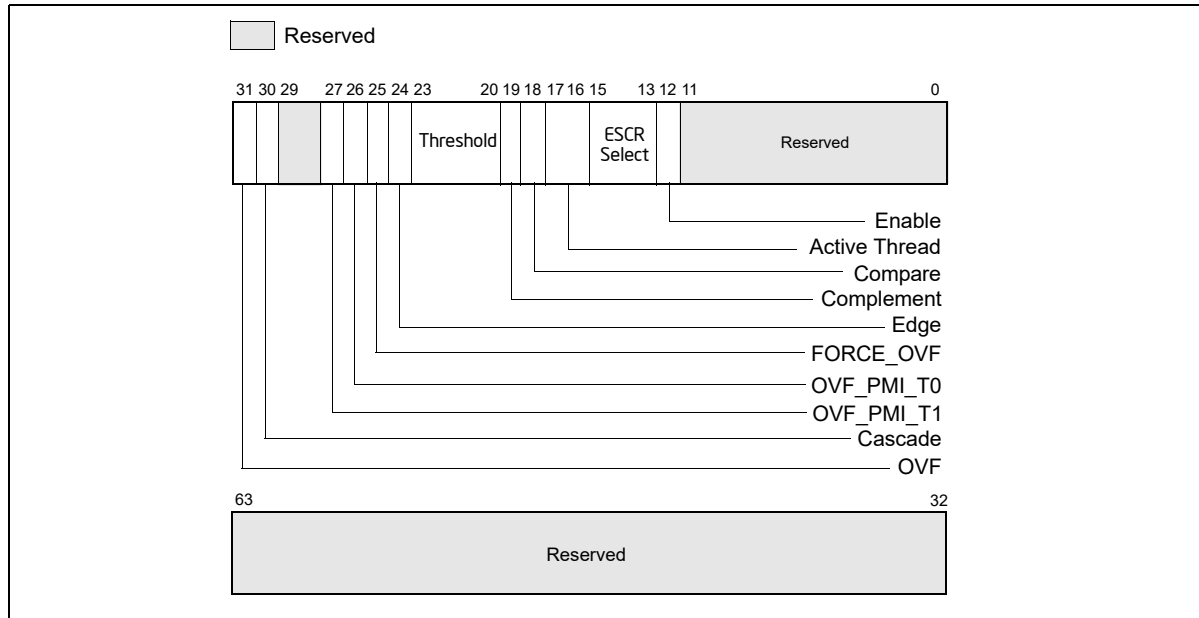 Reserved
31 30 29 27 26 25 24 23 20 19 18 17 16 15 13 12 11 0
Threshold
ESCR
Select
Reserved
Enable
Active Thread
Compare
Complement
Edge
FORCE_OVF
OVF_PMI_T0
OVF_PMI_T1
Cascade
OVF
63 32
Reserved